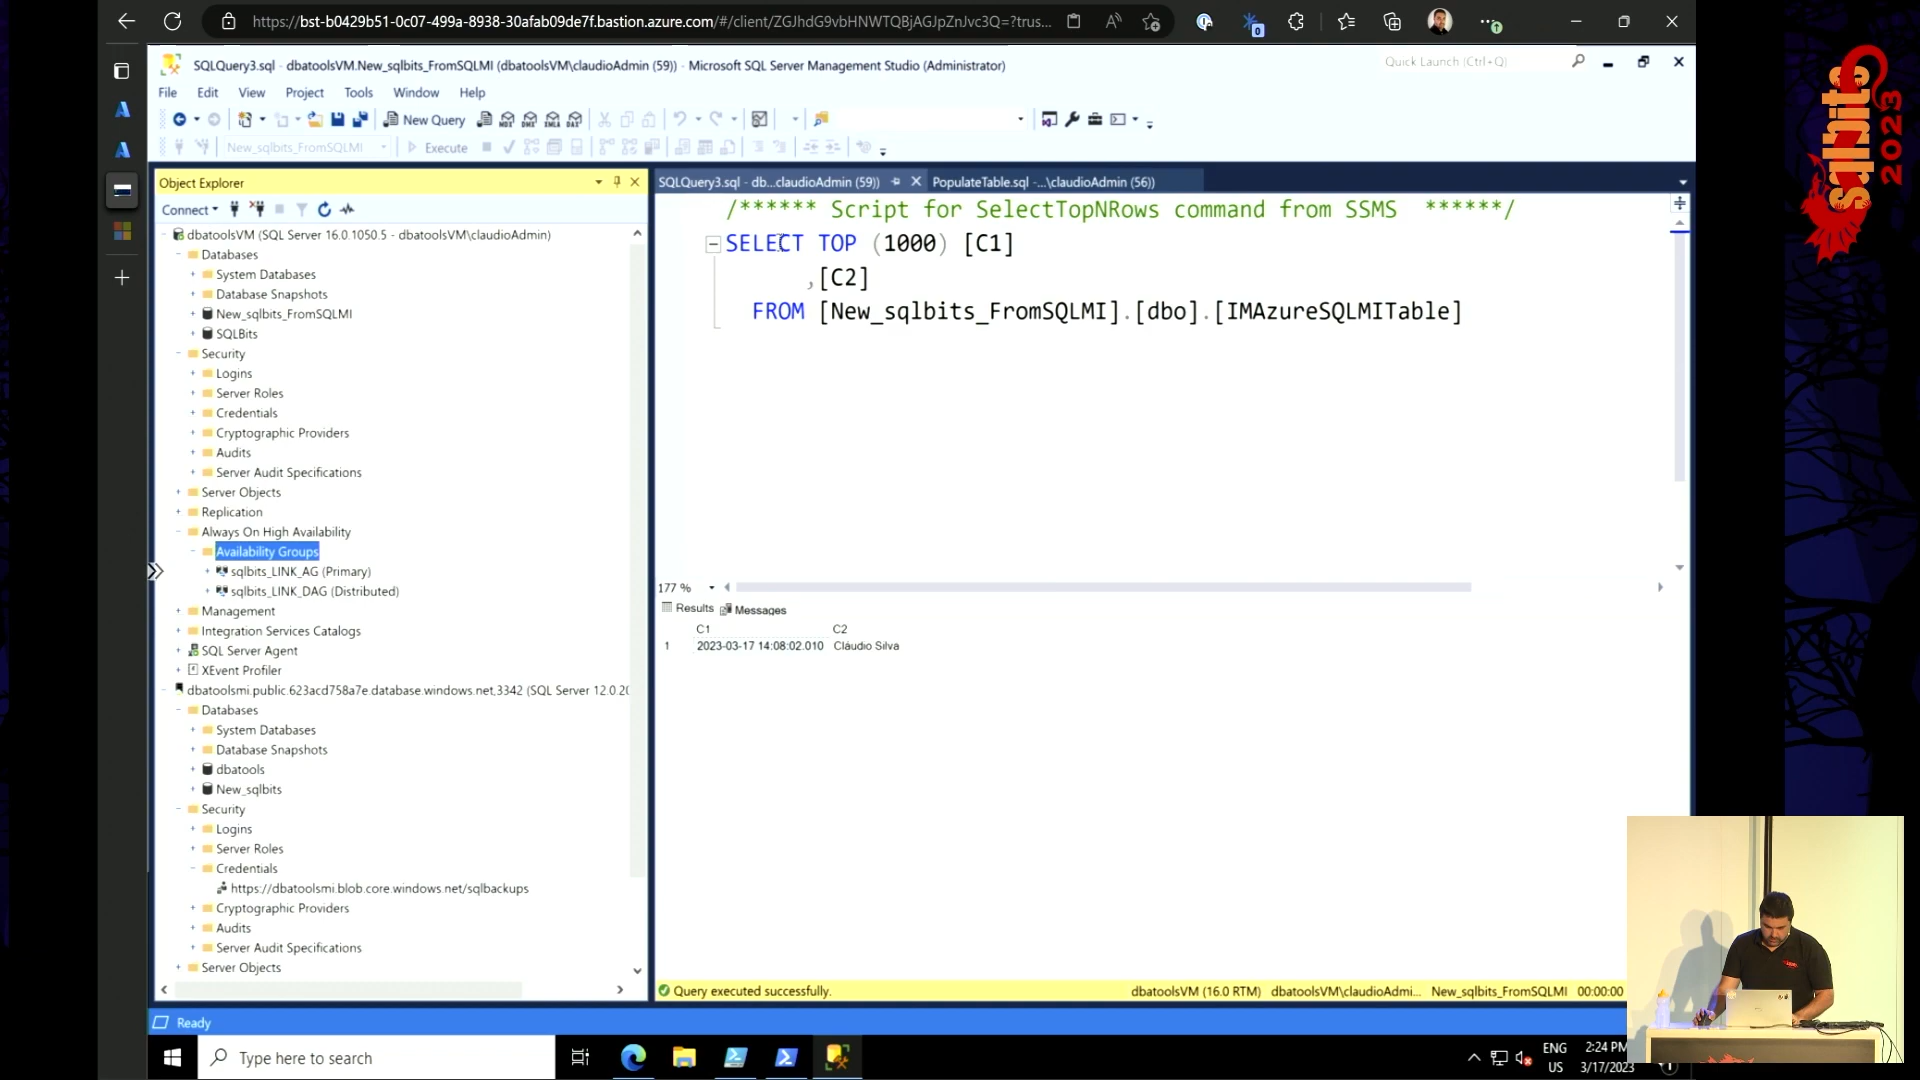 https://bst-b0429b51-0c07-499a-8938-30afab09de7f.bastion.azure.com/#/client/ZGJhdG9vbHNWTQBjAGJpZnJvc3Q=?trus...
SQLQuery3.sql - dbatoolsVM.New_sqlbits_FromSQLMI (dbatoolsVM\claudioAdmin (59)) - Microsoft SQL Server Management Studio (Administrator)
Quick Launch (Ctrl+Q)
File Edit View Project Tools Window Help
New Query
New_sqlbits_FromSQLMI
Execute
Object Explorer
Connect
dbatoolsVM (SQL Server 16.0.1050.5 - dbatoolsVM\claudioAdmin)
Databases
System Databases
Database Snapshots
New_sqlbits_FromSQLMI
SQLBits
Security
Logins
Server Roles
Credentials
Cryptographic Providers
Audits
Server Audit Specifications
Server Objects
Replication
Always On High Availability
Availability Groups
sqlbits_LINK_AG (Primary)
sqlbits_LINK_DAG (Distributed)
Management
Integration Services Catalogs
SQL Server Agent
XEvent Profiler
dbatoolsmi.public.623acd758a7e.database.windows.net,3342 (SQL Server 12.0.20
Databases
System Databases
Database Snapshots
dbatools
New_sqlbits
Security
Logins
Server Roles
Credentials
https://dbatoolsmi.blob.core.windows.net/sqlbackups
Cryptographic Providers
Audits
Server Audit Specifications
Server Objects
SQLQuery3.sql - db...claudioAdmin (59))
PopulateTable.sql -...\claudioAdmin (56))
/****** Script for SelectTopNRows command from SSMS ******/
SELECT TOP (1000) [C1]
,[C2]
FROM [New_sqlbits_FromSQLMI].[dbo].[IMAzureSQLMITable]
177 %
Results Messages
C1 C2
1 2023-03-17 14:08:02.010 Cláudio Silva
Query executed successfully.
dbatoolsVM (16.0 RTM) dbatoolsVM\claudioAdmi... New_sqlbits_FromSQLMI 00:00:00
Ready
Type here to search
ENG
US
2:24 PM
3/17/2023
sqlbits
2023